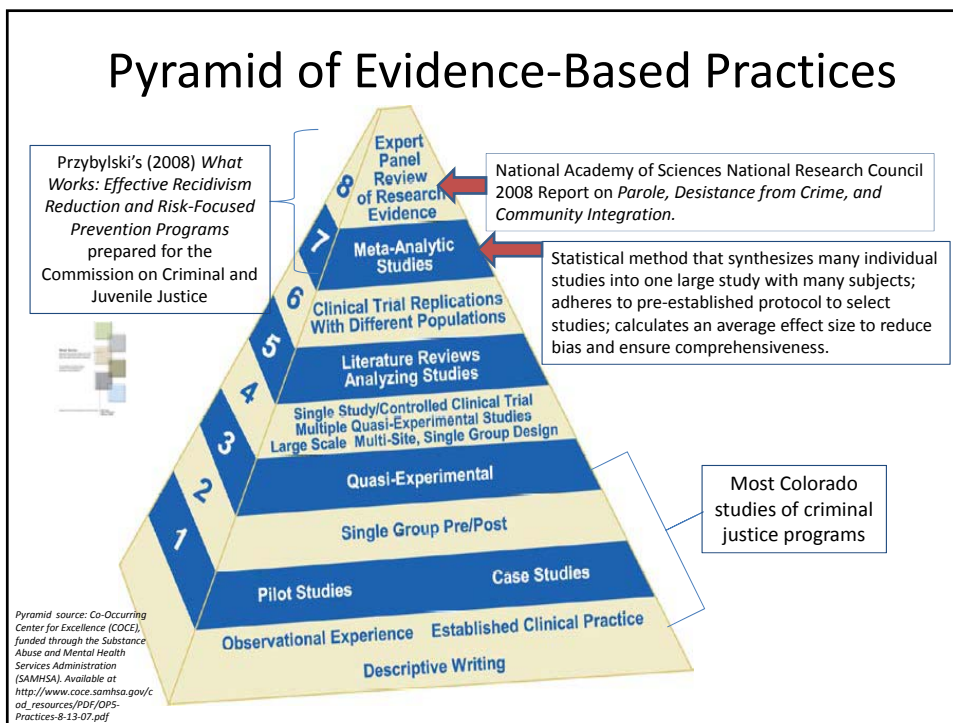 Pyramid of Evidence-Based Practices
Przybylski’s (2008) What
Works: Effective Recidivism
Reduction and Risk-Focused
Prevention Programs
prepared for the
Commission on Criminal and
Juvenile Justice
8
Expert
Panel
Review
of Research
Evidence
National Academy of Sciences National Research Council
2008 Report on Parole, Desistance from Crime, and
Community Integration.
7
Meta-Analytic
Studies
Statistical method that synthesizes many individual
studies into one large study with many subjects;
adheres to pre-established protocol to select
studies; calculates an average effect size to reduce
bias and ensure comprehensiveness.
6
Clinical Trial Replications
With Different Populations
5
Literature Reviews
Analyzing Studies
4
Single Study/Controlled Clinical Trial
Multiple Quasi-Experimental Studies
Large Scale Multi-Site, Single Group Design
3
Quasi-Experimental
2
Single Group Pre/Post
1
Pilot Studies Case Studies
Observational Experience Established Clinical Practice
Descriptive Writing
Most Colorado
studies of criminal
justice programs
Pyramid source: Co-Occurring
Center for Excellence (COCE),
funded through the Substance
Abuse and Mental Health
Services Administration
(SAMHSA). Available at
http://www.coce.samhsa.gov/c
od_resources/PDF/OP5-
Practices-8-13-07.pdf